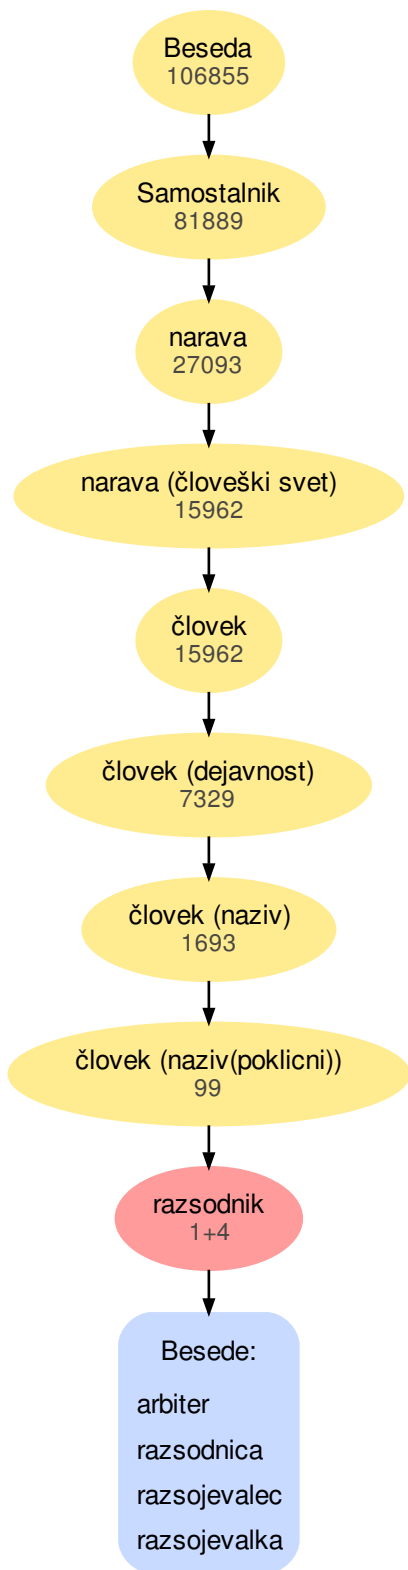 Beseda
106855
Samostalnik
81889
narava
27093
narava (človeški svet)
15962
človek
15962
človek (dejavnost)
7329
človek (naziv)
1693
človek (naziv(poklicni))
99
razsodnik
1+4
Besede:
arbiter
razsodnica
razsojevalec
razsojevalka